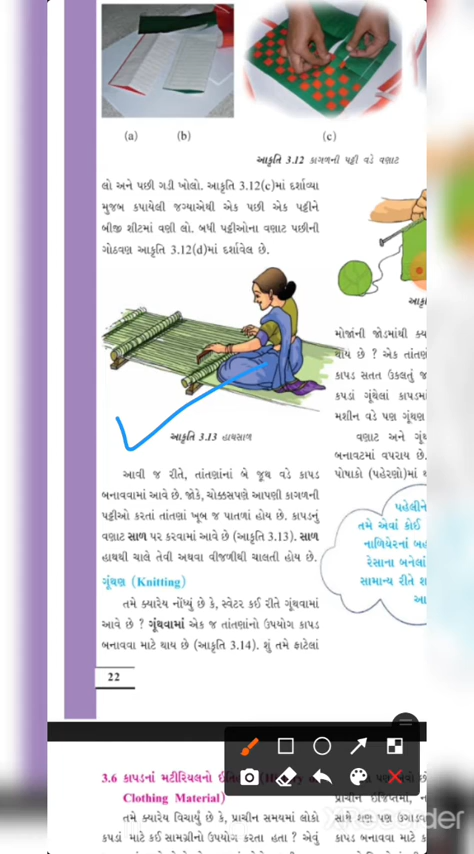 (a)
(b)
(c)
આકૃતિ 3.12 કાગળની પટ્ટી વડે વણાટ
લો અને પછી ગડી ખોલો. આકૃતિ 3.12(c)માં દર્શાવ્યા
મુજબ કપાયેલી જગ્યાએથી એક પછી એક પટ્ટીને
બીજી શીટમાં વણી લો. બધી પટ્ટીઓના વણાટ પછીની
ગોઠવણ આકૃતિ 3.12(d)માં દર્શાવેલ છે.
આકૃતિ 3.13 હાથસાળ
આવી જ રીતે, તાંતણાંનાં બે જૂથ વડે કાપડ
બનાવવામાં આવે છે. જોકે, ચોક્કસપણે આપણી કાગળની
પટ્ટીઓ કરતાં તાંતણાં ખૂબ જ પાતળાં હોય છે. કાપડનું
વણાટ સાળ પર કરવામાં આવે છે (આકૃતિ 3.13). સાળ
હાથથી ચાલે તેવી અથવા વીજળીથી ચાલતી હોય છે.
ગૂંથણ (Knitting)
તમે ક્યારેય નોંધ્યું છે કે, સ્વેટર કઈ રીતે ગૂંથવામાં
આવે છે ? ગૂંથવામાં એક જ તાંતણાંનો ઉપયોગ કાપડ
બનાવવા માટે થાય છે (આકૃતિ 3.14). શું તમે ફાટેલાં
22
મોજાંની જોડમાંથી
થાય છે ? એક
કાપડ સતત ઉકલતું જ
કપડાં ગૂંથેલાં
મશીન વડે પણ ગૂંથણ
વણાટ અને
બનાવટમાં વપરાય છે.
પોષાકો (પહેરણો)માં
પહેલીને
તમે એવાં કોઈ
નાળિયેરનાં
રેસાના બનેલાં
સામાન્ય રીતે
3.6 કાપડનાં મટીરિયલનો
Clothing Material)
તમે ક્યારેય વિચાર્યું છે કે, પ્રાચીન સમયમાં લોકો
કપડાં માટે કઈ સામગ્રીનો ઉપયોગ કરતા હતા ? એવું
પ્રાચીન ઇજિપ્તમાં,
સાથે શણ પણ
કાપડ બનાવવા માટે
XRecorder